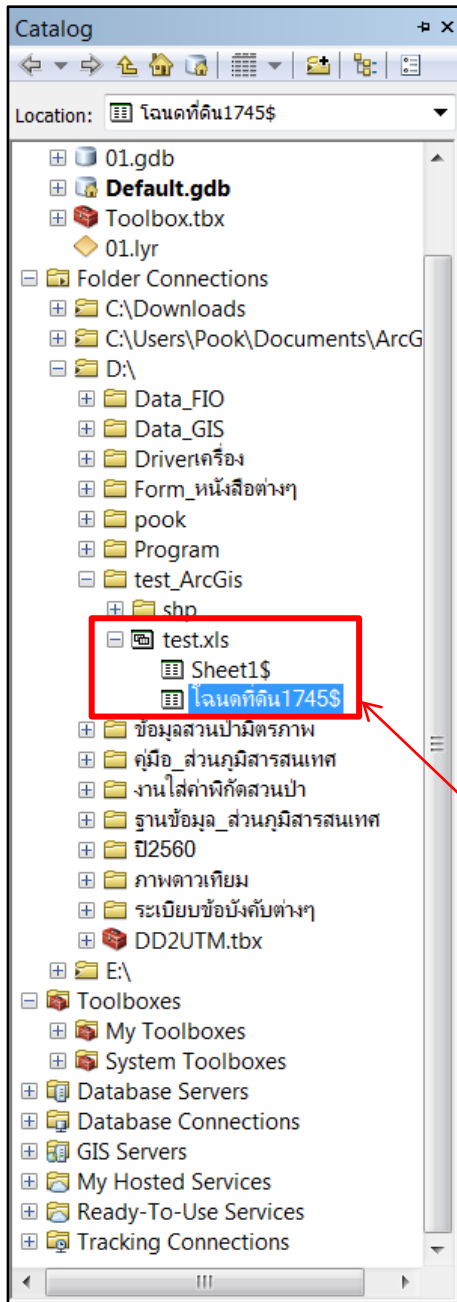 Catalog
Location: โฉนดที่ดิน1745$
01.gdb
Default.gdb
Toolbox.tbx
01.lyr
Folder Connections
C:\Downloads
C:\Users\Pook\Documents\ArcG
D:\
Data_FIO
Data_GIS
Driverเครื่อง
Form_หนังสือต่างๆ
pook
Program
test_ArcGis
shp
test.xls
Sheet1$
โฉนดที่ดิน1745$
ข้อมูลสวนป่ามิตรภาพ
คู่มือ_ส่วนภูมิสารสนเทศ
งานใส่ค่าพิกัดสวนป่า
ฐานข้อมูล_ส่วนภูมิสารสนเทศ
ปี2560
ภาพดาวเทียม
ระเบียบข้อบังคับต่างๆ
DD2UTM.tbx
E:\
Toolboxes
My Toolboxes
System Toolboxes
Database Servers
Database Connections
GIS Servers
My Hosted Services
Ready-To-Use Services
Tracking Connections